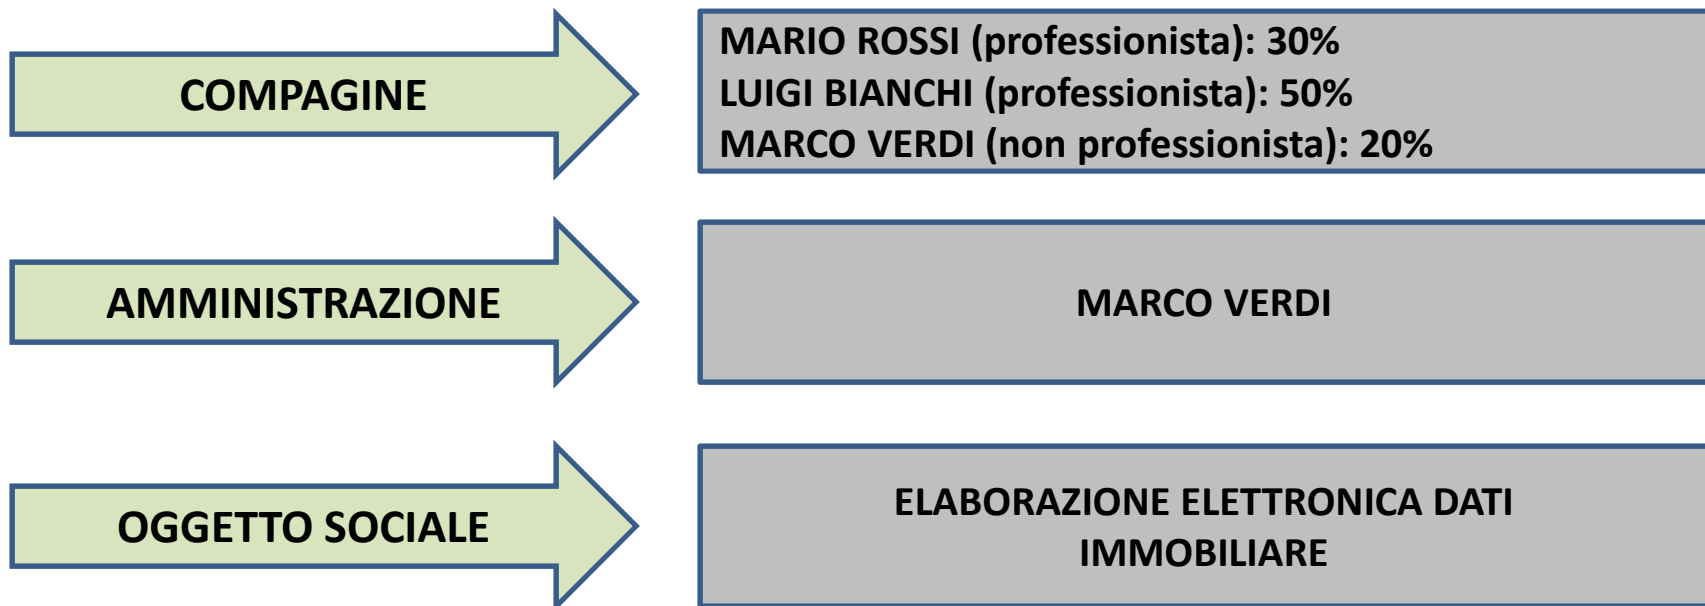 COMPAGINE
MARIO ROSSI (professionista): 30%
LUIGI BIANCHI (professionista): 50%
MARCO VERDI (non professionista): 20%
AMMINISTRAZIONE
MARCO VERDI
OGGETTO SOCIALE
ELABORAZIONE ELETTRONICA DATI
IMMOBILIARE